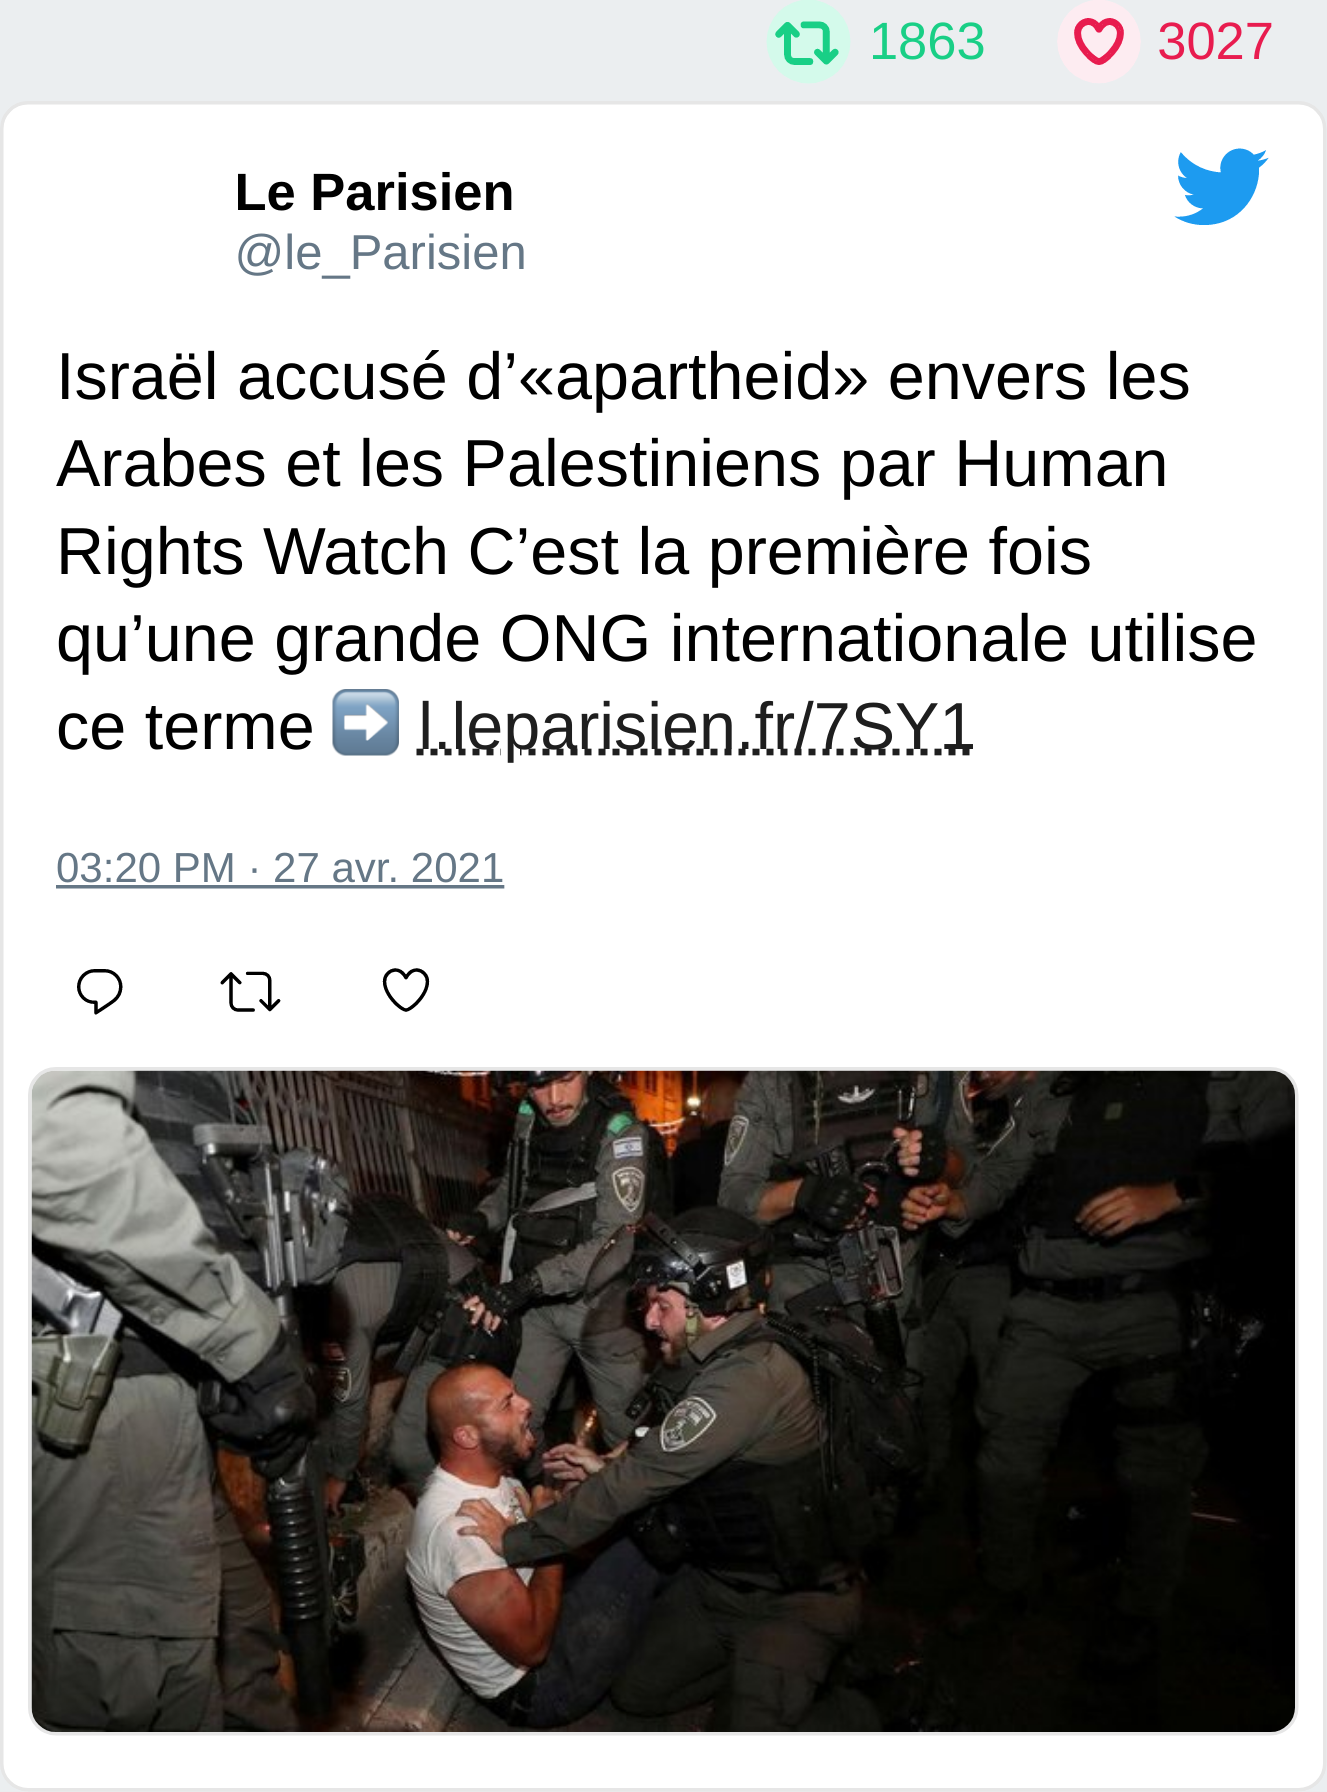 1863 3027
Le Parisien
@le_Parisien
Israël accusé d’«apartheid» envers les
Arabes et les Palestiniens par Human
Rights Watch C’est la première fois
qu’une grande ONG internationale utilise
ce terme ➡️ l.leparisien.fr/7SY1
03:20 PM · 27 avr. 2021